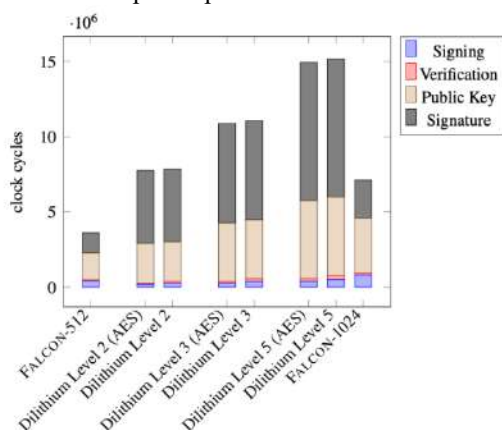 ·10⁶
15
10
5
0
clock cycles
Signing
Verification
Public Key
Signature
FALCON-512
Dilithium Level 2 (AES)
Dilithium Level 2
Dilithium Level 3 (AES)
Dilithium Level 3
Dilithium Level 5 (AES)
Dilithium Level 5
FALCON-1024